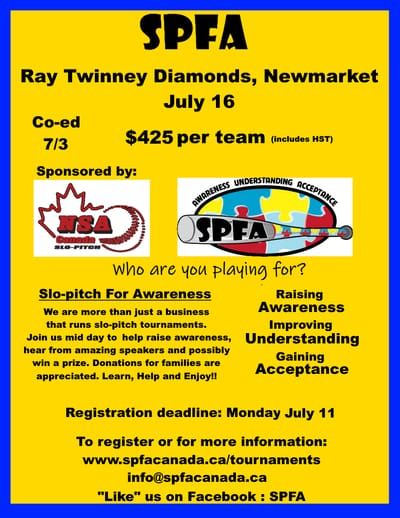 SPFA
Ray Twinney Diamonds, Newmarket
July 16
Co-ed
7/3
$425 per team (includes HST)
Sponsored by:
NSA
Canada
SLO-PITCH
AWARENESS UNDERSTANDING ACCEPTANCE
SPFA
Who are you playing for?
Slo-pitch For Awareness
We are more than just a business
that runs slo-pitch tournaments.
Join us mid day to help raise awareness,
hear from amazing speakers and possibly
win a prize. Donations for families are
appreciated. Learn, Help and Enjoy!!
Raising
Awareness
Improving
Understanding
Gaining
Acceptance
Registration deadline: Monday July 11
To register or for more information:
www.spfacanada.ca/tournaments
info@spfacanada.ca
"Like" us on Facebook : SPFA